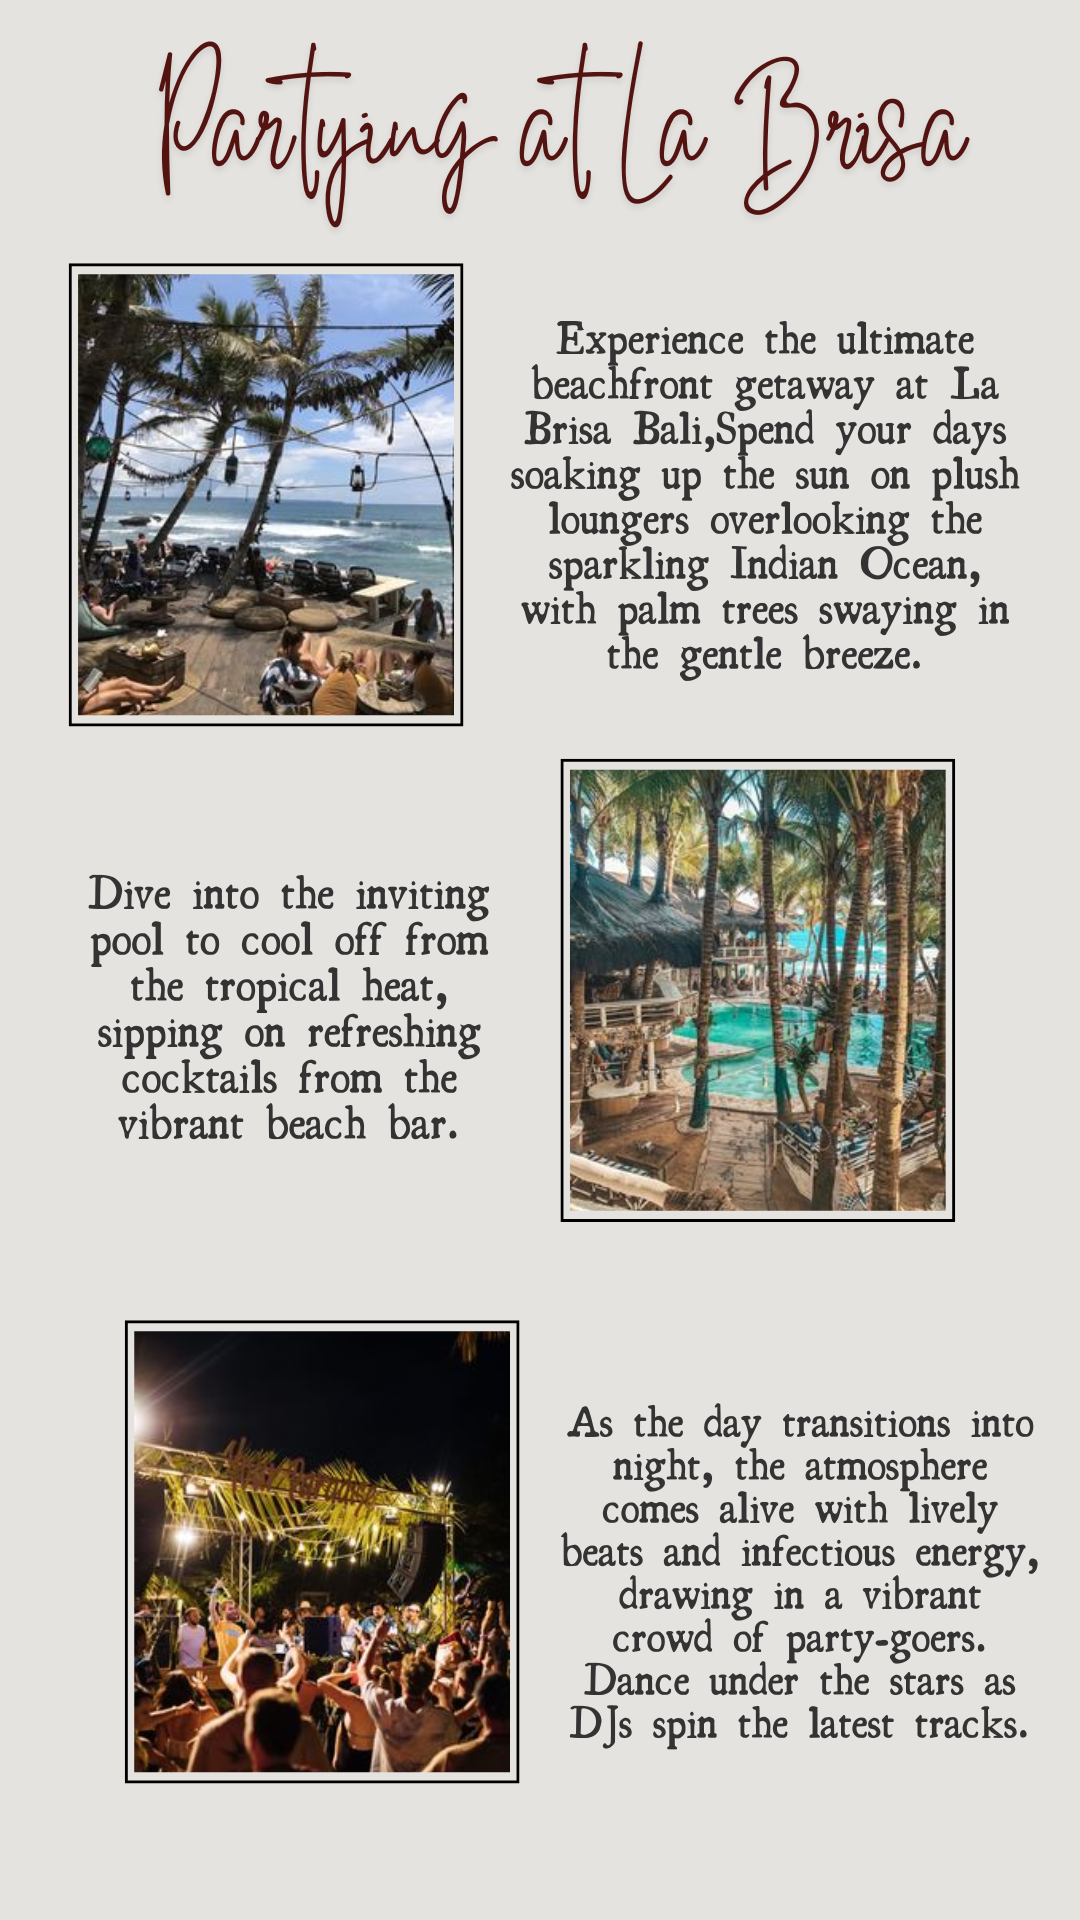 Partying at La Brisa
Experience the ultimate
beachfront getaway at La
Brisa Bali,Spend your days
soaking up the sun on plush
loungers overlooking the
sparkling Indian Ocean,
with palm trees swaying in
the gentle breeze.
Dive into the inviting
pool to cool off from
the tropical heat,
sipping on refreshing
cocktails from the
vibrant beach bar.
As the day transitions into
night, the atmosphere
comes alive with lively
beats and infectious energy,
drawing in a vibrant
crowd of party-goers.
Dance under the stars as
DJs spin the latest tracks.